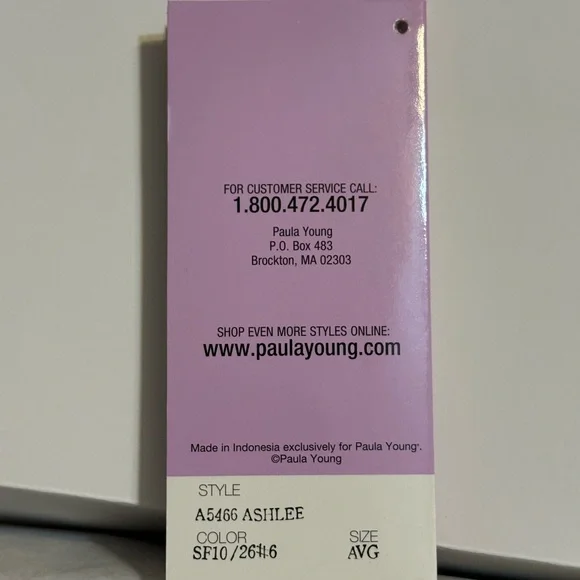 FOR CUSTOMER SERVICE CALL:
1.800.472.4017
Paula Young
P.O. Box 483
Brockton, MA 02303
SHOP EVEN MORE STYLES ONLINE:
www.paulayoung.com
Made in Indonesia exclusively for Paula Young®.
©Paula Young
STYLE
A5466 ASHLEE
COLOR SIZE
SF10/26#6 AVG